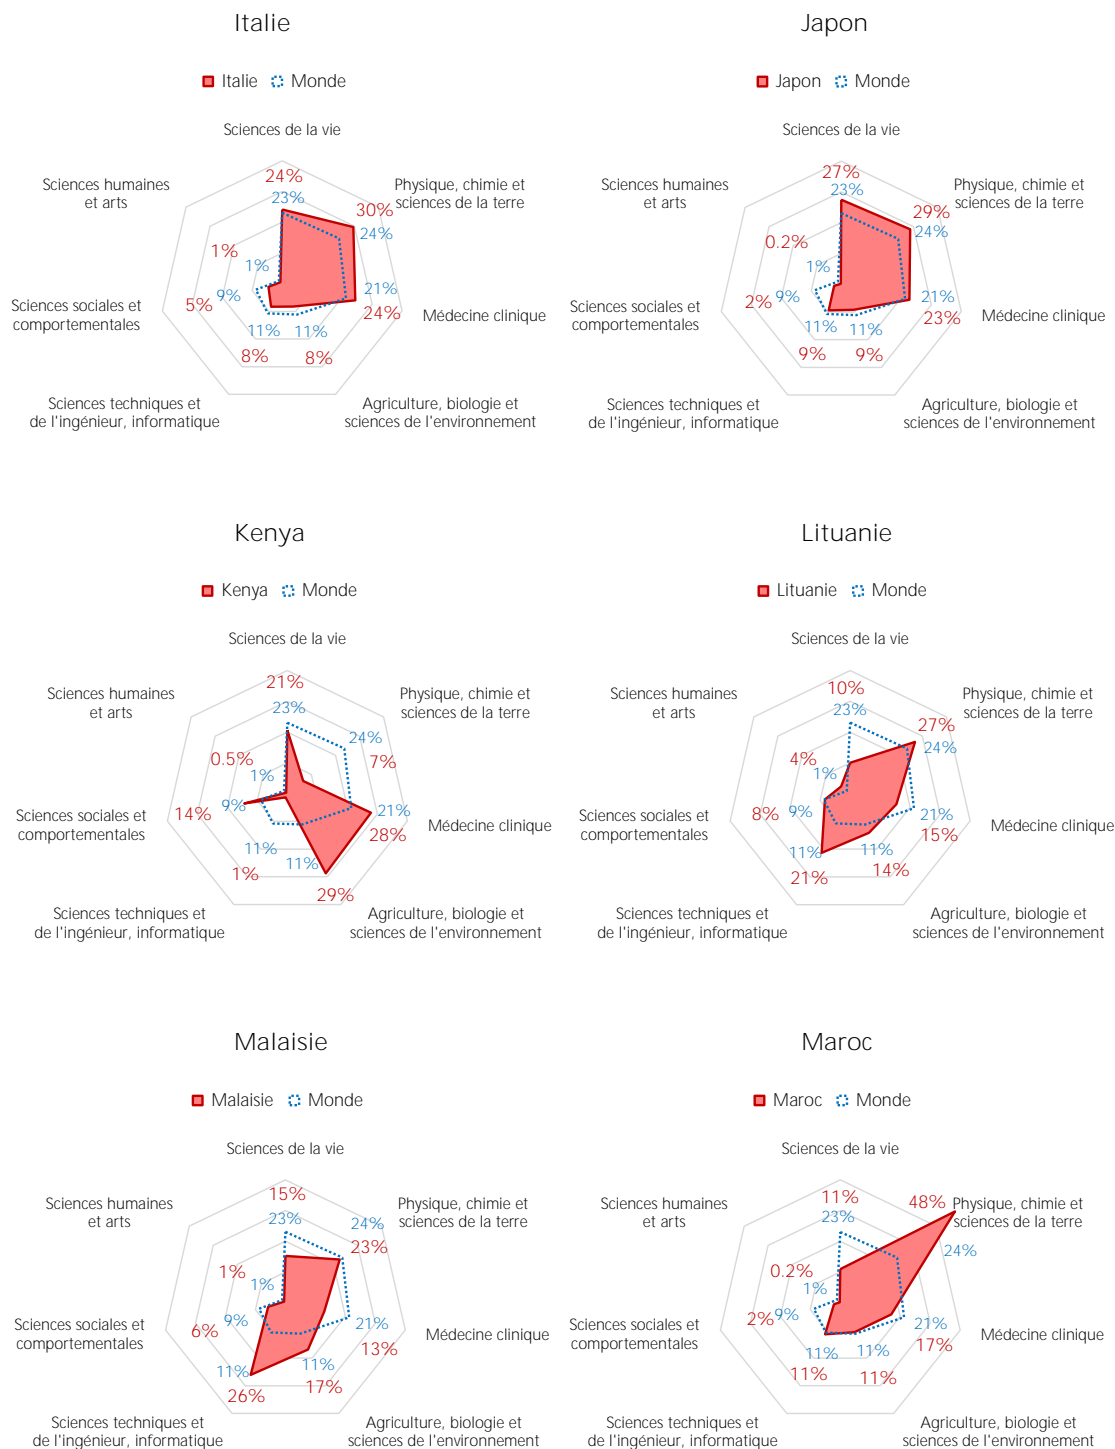 Italie
Italie Monde
Sciences de la vie
24%
23%
Physique, chimie et
sciences de la terre
30%
24%
21%
24%
Médecine clinique
11%
8%
Agriculture, biologie et
sciences de l'environnement
11%
8%
Sciences techniques et
de l'ingénieur, informatique
9%
5%
Sciences sociales et
comportementales
1%
1%
Sciences humaines
et arts
Japon
Japon Monde
Sciences de la vie
27%
23%
Physique, chimie et
sciences de la terre
29%
24%
21%
23%
Médecine clinique
11%
9%
Agriculture, biologie et
sciences de l'environnement
11%
9%
Sciences techniques et
de l'ingénieur, informatique
9%
2%
Sciences sociales et
comportementales
1%
0.2%
Sciences humaines
et arts
Kenya
Kenya Monde
Sciences de la vie
21%
23%
Physique, chimie et
sciences de la terre
24%
7%
21%
28%
Médecine clinique
11%
29%
Agriculture, biologie et
sciences de l'environnement
11%
1%
Sciences techniques et
de l'ingénieur, informatique
9%
14%
Sciences sociales et
comportementales
1%
0.5%
Sciences humaines
et arts
Lituanie
Lituanie Monde
Sciences de la vie
10%
23%
Physique, chimie et
sciences de la terre
27%
24%
21%
15%
Médecine clinique
11%
14%
Agriculture, biologie et
sciences de l'environnement
11%
21%
Sciences techniques et
de l'ingénieur, informatique
9%
8%
Sciences sociales et
comportementales
1%
4%
Sciences humaines
et arts
Malaisie
Malaisie Monde
Sciences de la vie
15%
23%
Physique, chimie et
sciences de la terre
24%
23%
21%
13%
Médecine clinique
11%
17%
Agriculture, biologie et
sciences de l'environnement
11%
26%
Sciences techniques et
de l'ingénieur, informatique
9%
6%
Sciences sociales et
comportementales
1%
1%
Sciences humaines
et arts
Maroc
Maroc Monde
Sciences de la vie
11%
23%
48%
Physique, chimie et
sciences de la terre
24%
21%
17%
Médecine clinique
11%
11%
Agriculture, biologie et
sciences de l'environnement
11%
11%
Sciences techniques et
de l'ingénieur, informatique
9%
2%
Sciences sociales et
comportementales
1%
0.2%
Sciences humaines
et arts